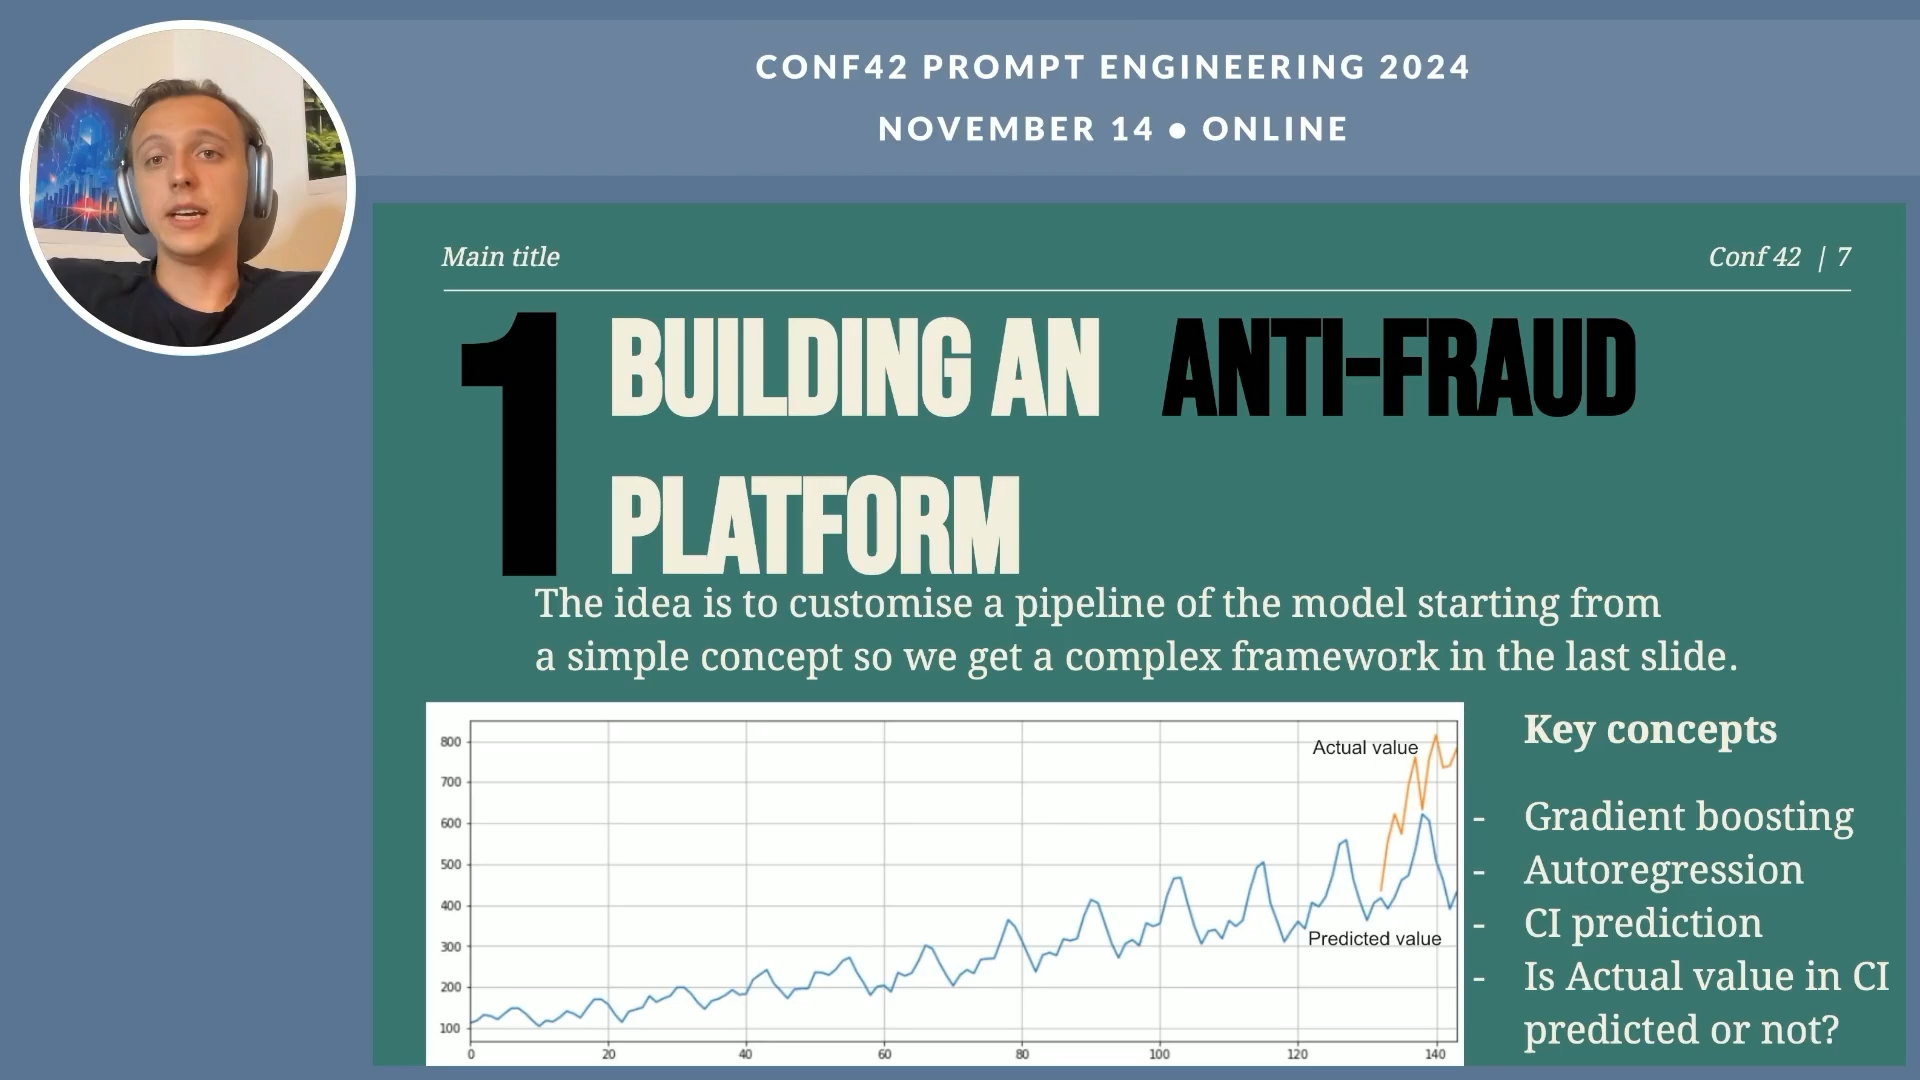 CONF42 PROMPT ENGINEERING 2024
NOVEMBER 14 ● ONLINE
Main title
Conf 42 | 7
1
BUILDING AN ANTI-FRAUD
PLATFORM
The idea is to customise a pipeline of the model starting from
a simple concept so we get a complex framework in the last slide.
800
700
600
500
400
300
200
100
0 20 40 60 80 100 120 140
Actual value
Predicted value
Key concepts
- Gradient boosting
- Autoregression
- CI prediction
- Is Actual value in CI
predicted or not?